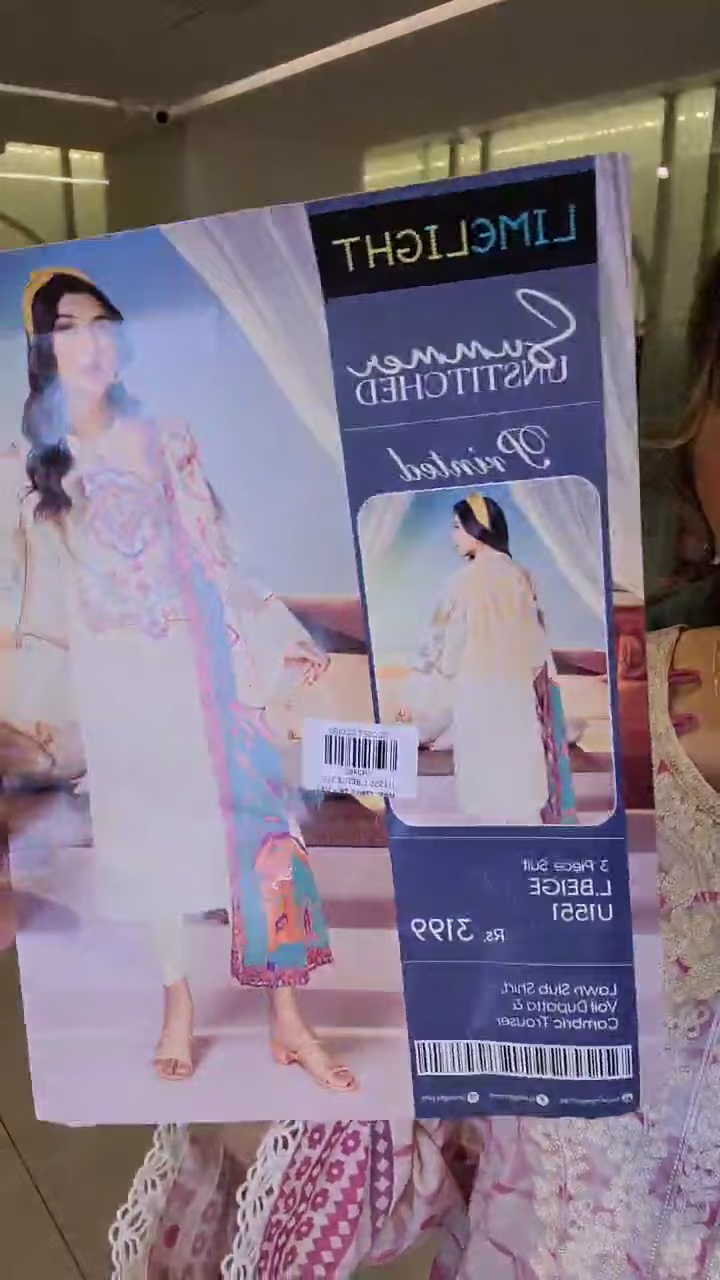 LIMELIGHT
Summer
UNSTITCHED
Printed
3 Piece Suit
L.BEIGE
U1551
Rs. 3199
Lawn Slub Shirt,
Voil Dupatta &
Cambric Trouser